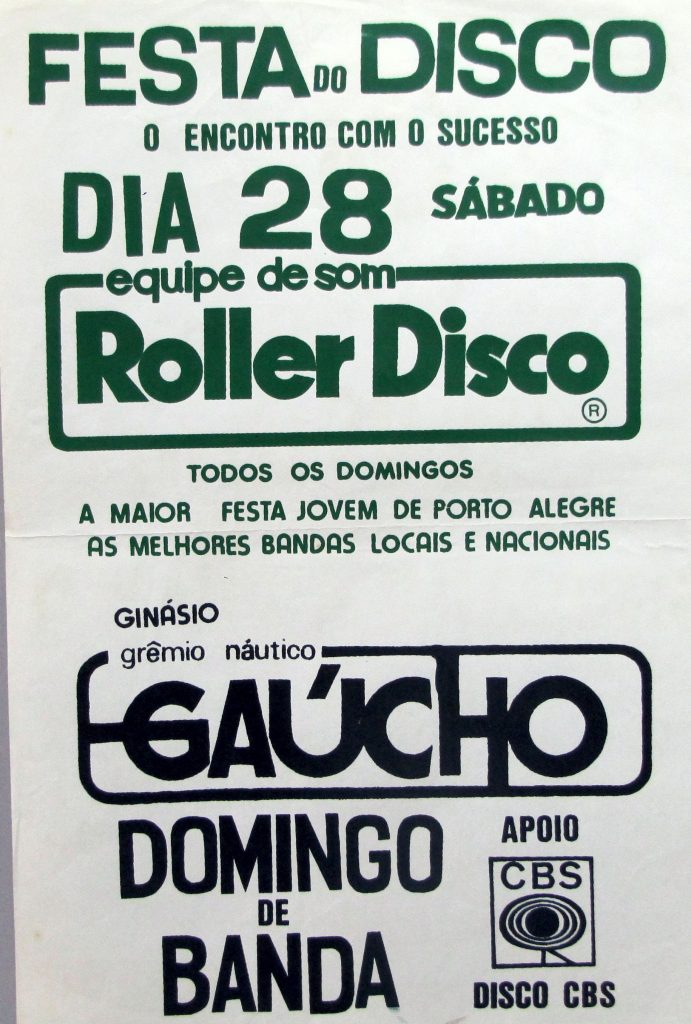 FESTA DO DISCO
O ENCONTRO COM O SUCESSO
DIA 28 SÁBADO
equipe de som
Roller Disco ®
TODOS OS DOMINGOS
A MAIOR FESTA JOVEM DE PORTO ALEGRE
AS MELHORES BANDAS LOCAIS E NACIONAIS
GINÁSIO
grêmio náutico
GAÚCHO
DOMINGO
DE
BANDA
APOIO
CBS
DISCO CBS